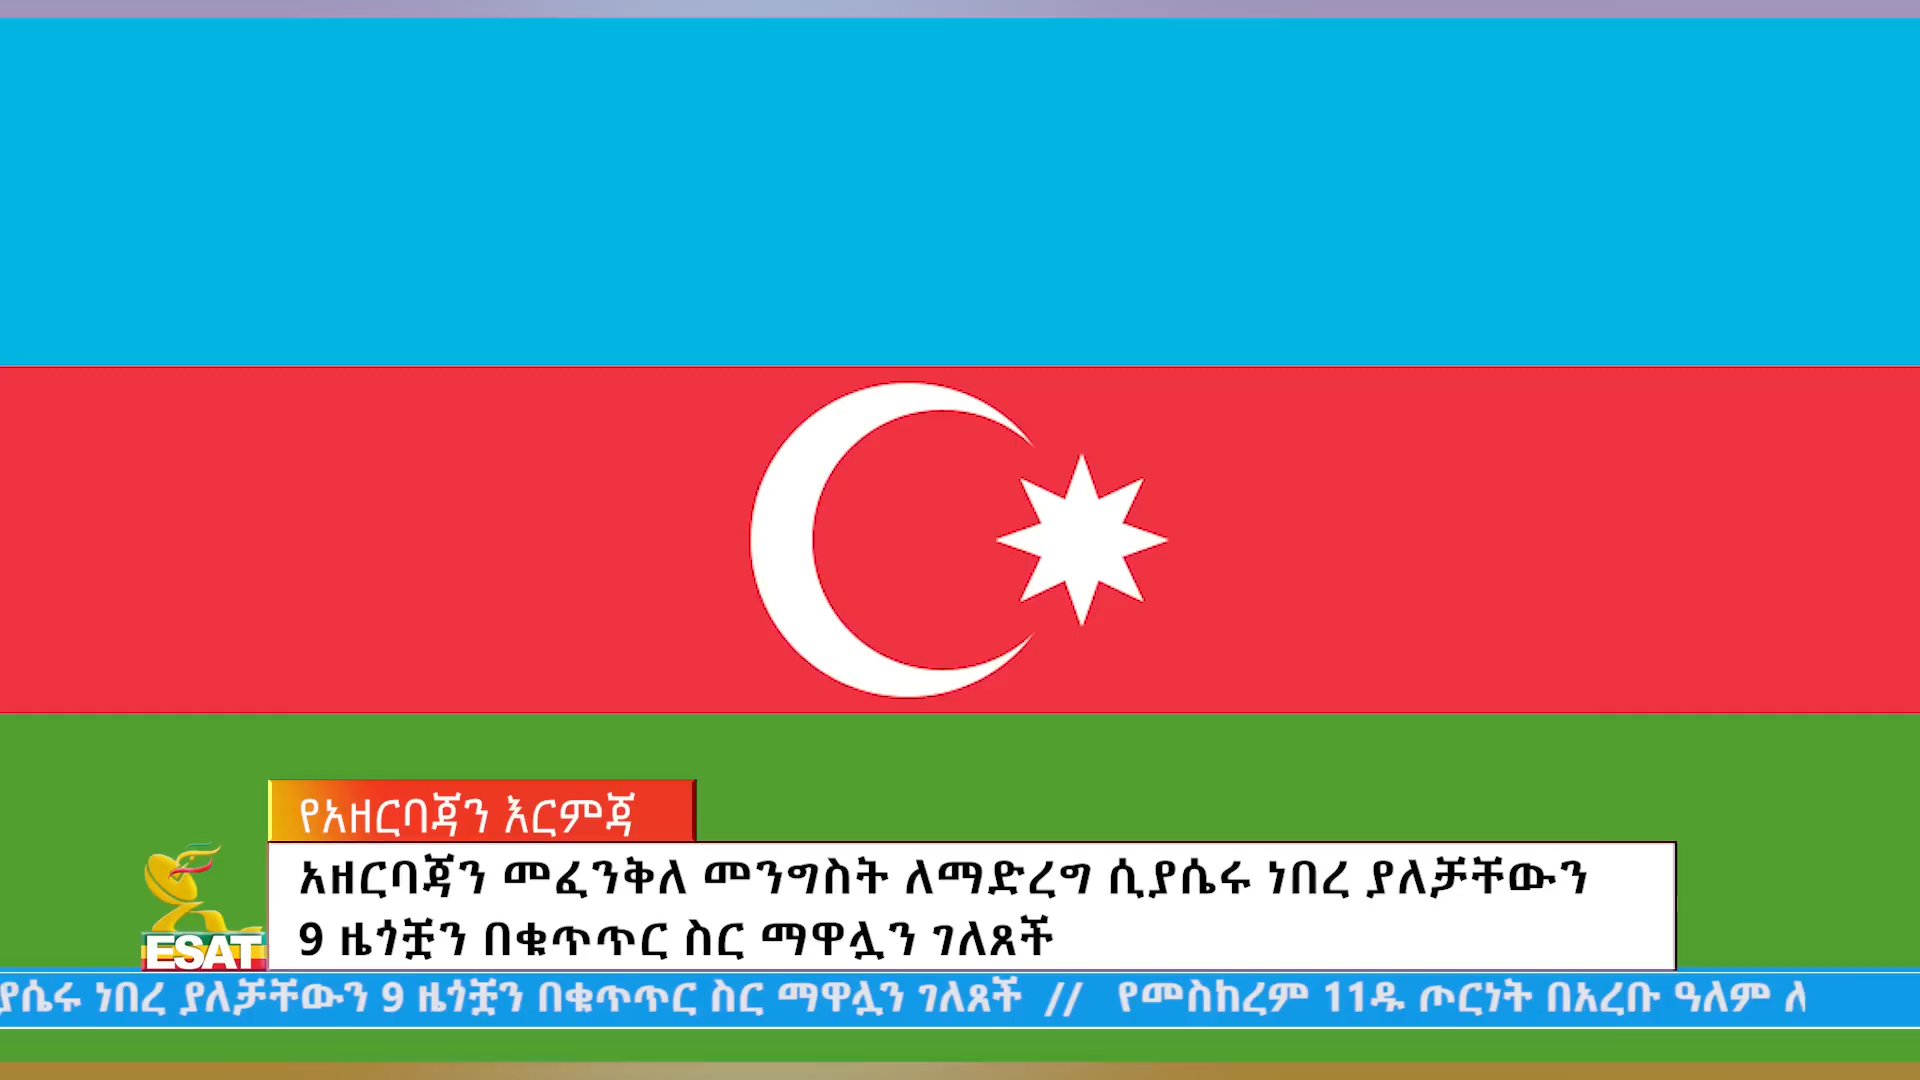 የአዘርባጃን እርምጃ
አዘርባጃን መፈንቅለ መንግስት ለማድረግ ሲያሴሩ ነበረ ያለቻቸውን
9 ዜጎቿን በቁጥጥር ስር ማዋሏን ገለጸች
ESAT
ያሴሩ ነበረ ያለቻቸውን 9 ዜጎቿን በቁጥጥር ስር ማዋሏን ገለጸች // የመስከረም 11ዱ ጦርነት በአረቡ ዓለም